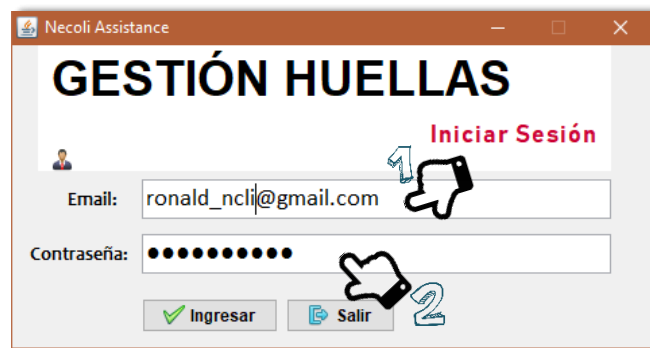 Necoli Assistance
GESTIÓN HUELLAS
Iniciar Sesión
1
Email: ronald_ncli@gmail.com
Contraseña: ●●●●●●●●●●
2
Ingresar Salir